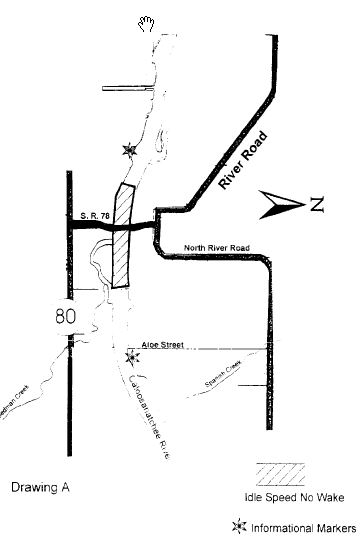 River Road
S. R. 78
N
North River Road
80
Aloe Street
Spanish Creek
Caloosahatchee River
Drawing A
Idle Speed No Wake
Informational Markers